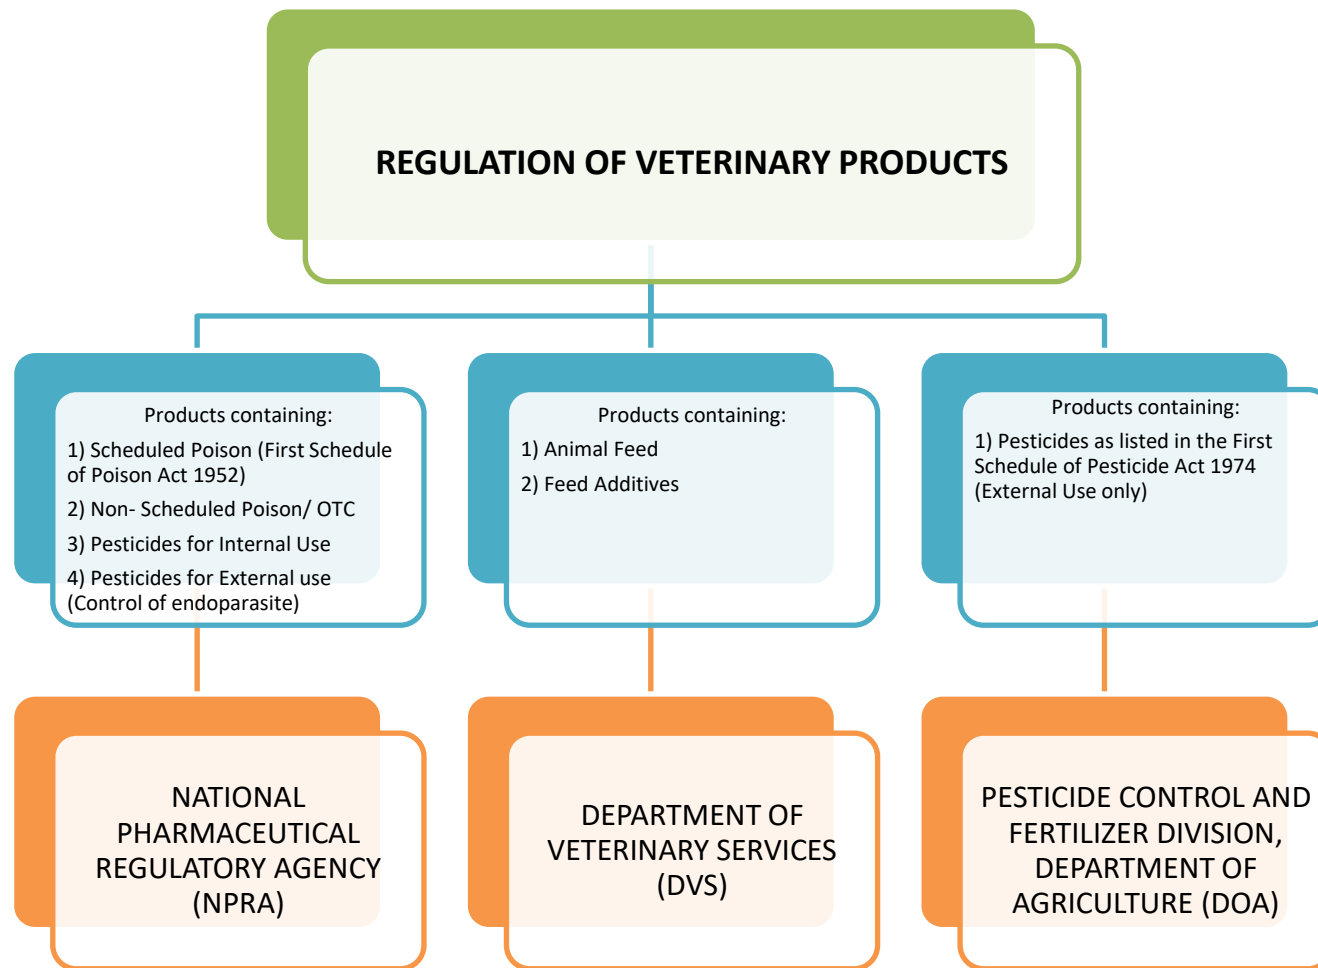 REGULATION OF VETERINARY PRODUCTS
Products containing:
1) Scheduled Poison (First Schedule
of Poison Act 1952)
2) Non- Scheduled Poison/ OTC
3) Pesticides for Internal Use
4) Pesticides for External use
(Control of endoparasite)
Products containing:
1) Animal Feed
2) Feed Additives
Products containing:
1) Pesticides as listed in the First
Schedule of Pesticide Act 1974
(External Use only)
NATIONAL
PHARMACEUTICAL
REGULATORY AGENCY
(NPRA)
DEPARTMENT OF
VETERINARY SERVICES
(DVS)
PESTICIDE CONTROL AND
FERTILIZER DIVISION,
DEPARTMENT OF
AGRICULTURE (DOA)